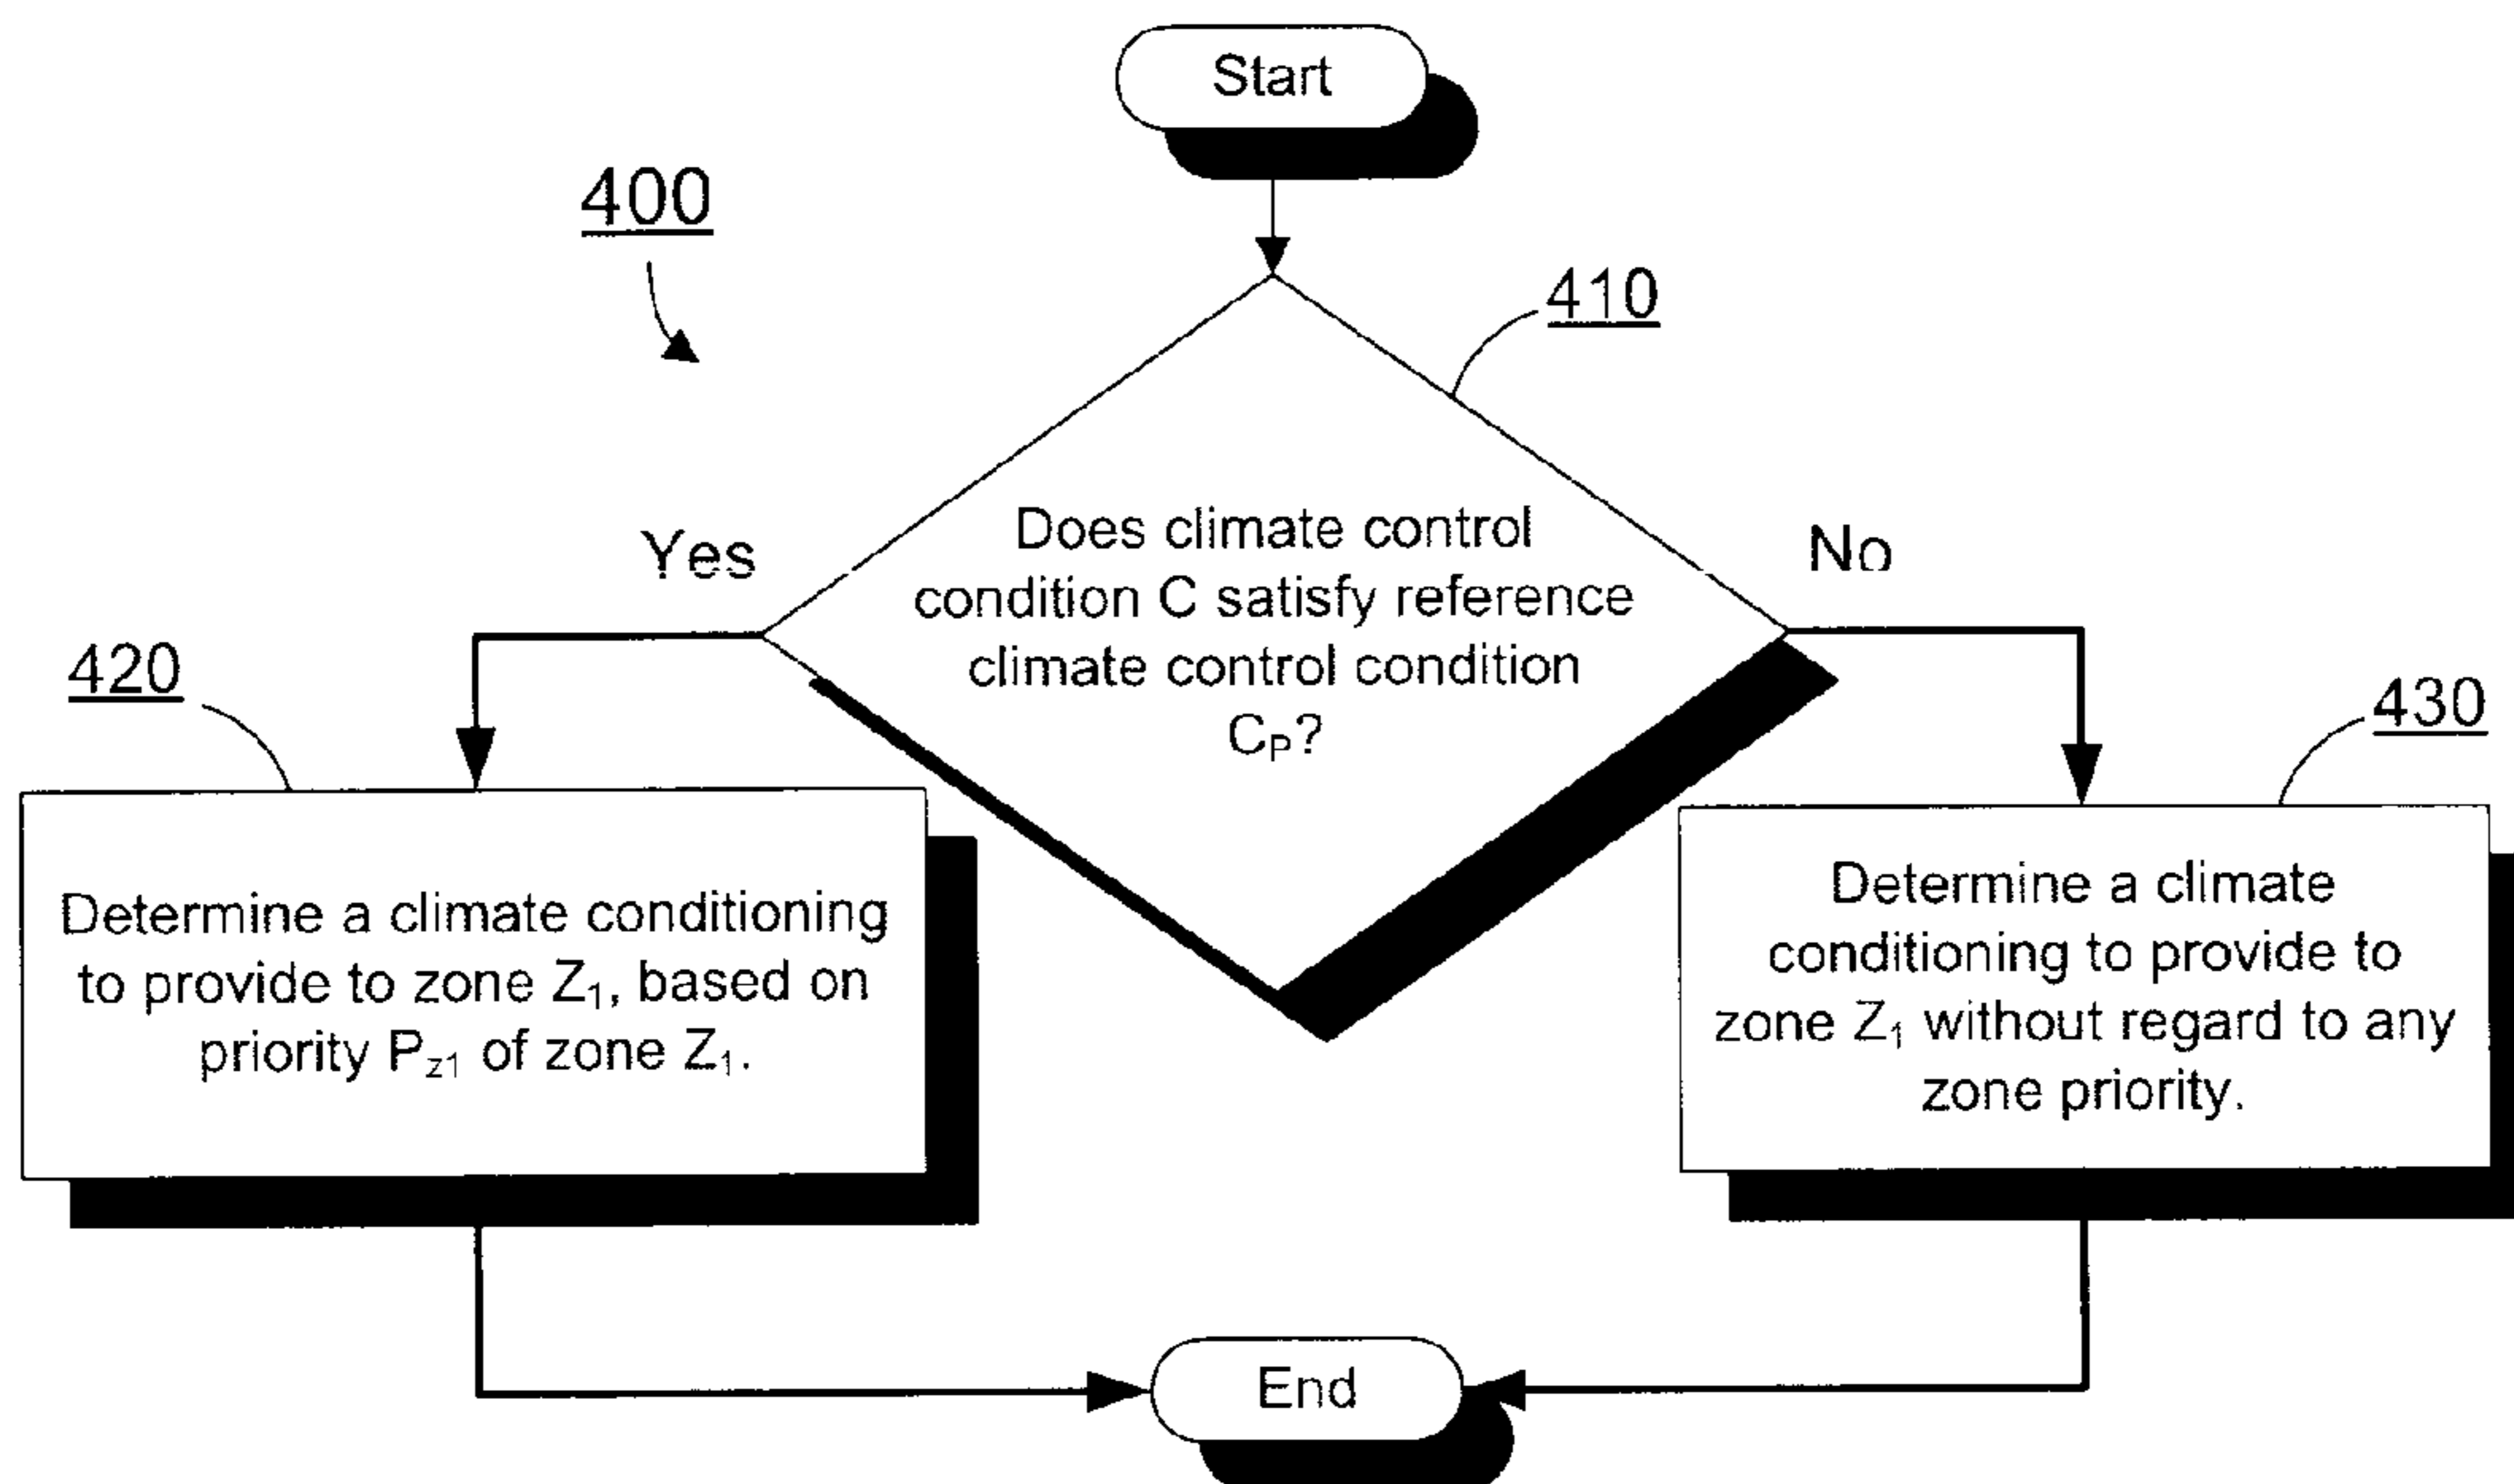 Start
400
410
Does climate control
condition C satisfy reference
climate control condition
C_P?
Yes
No
420
430
Determine a climate conditioning
to provide to zone Z₁, based on
priority P_z1 of zone Z₁.
Determine a climate
conditioning to provide to
zone Z₁ without regard to any
zone priority.
End